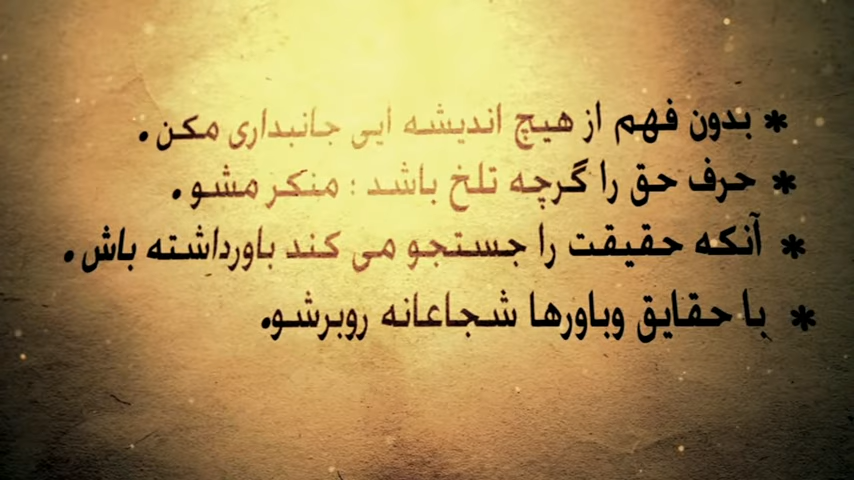 * بدون فهم از هیچ اندیشه ایی جانبداری مکن .
* حرف حق را گرچه تلخ باشد ؛ منکر مشو .
* آنکه حقیقت را جستجو می کند باورداشته باش .
* با حقایق وباورها شجاعانه روبرشو.